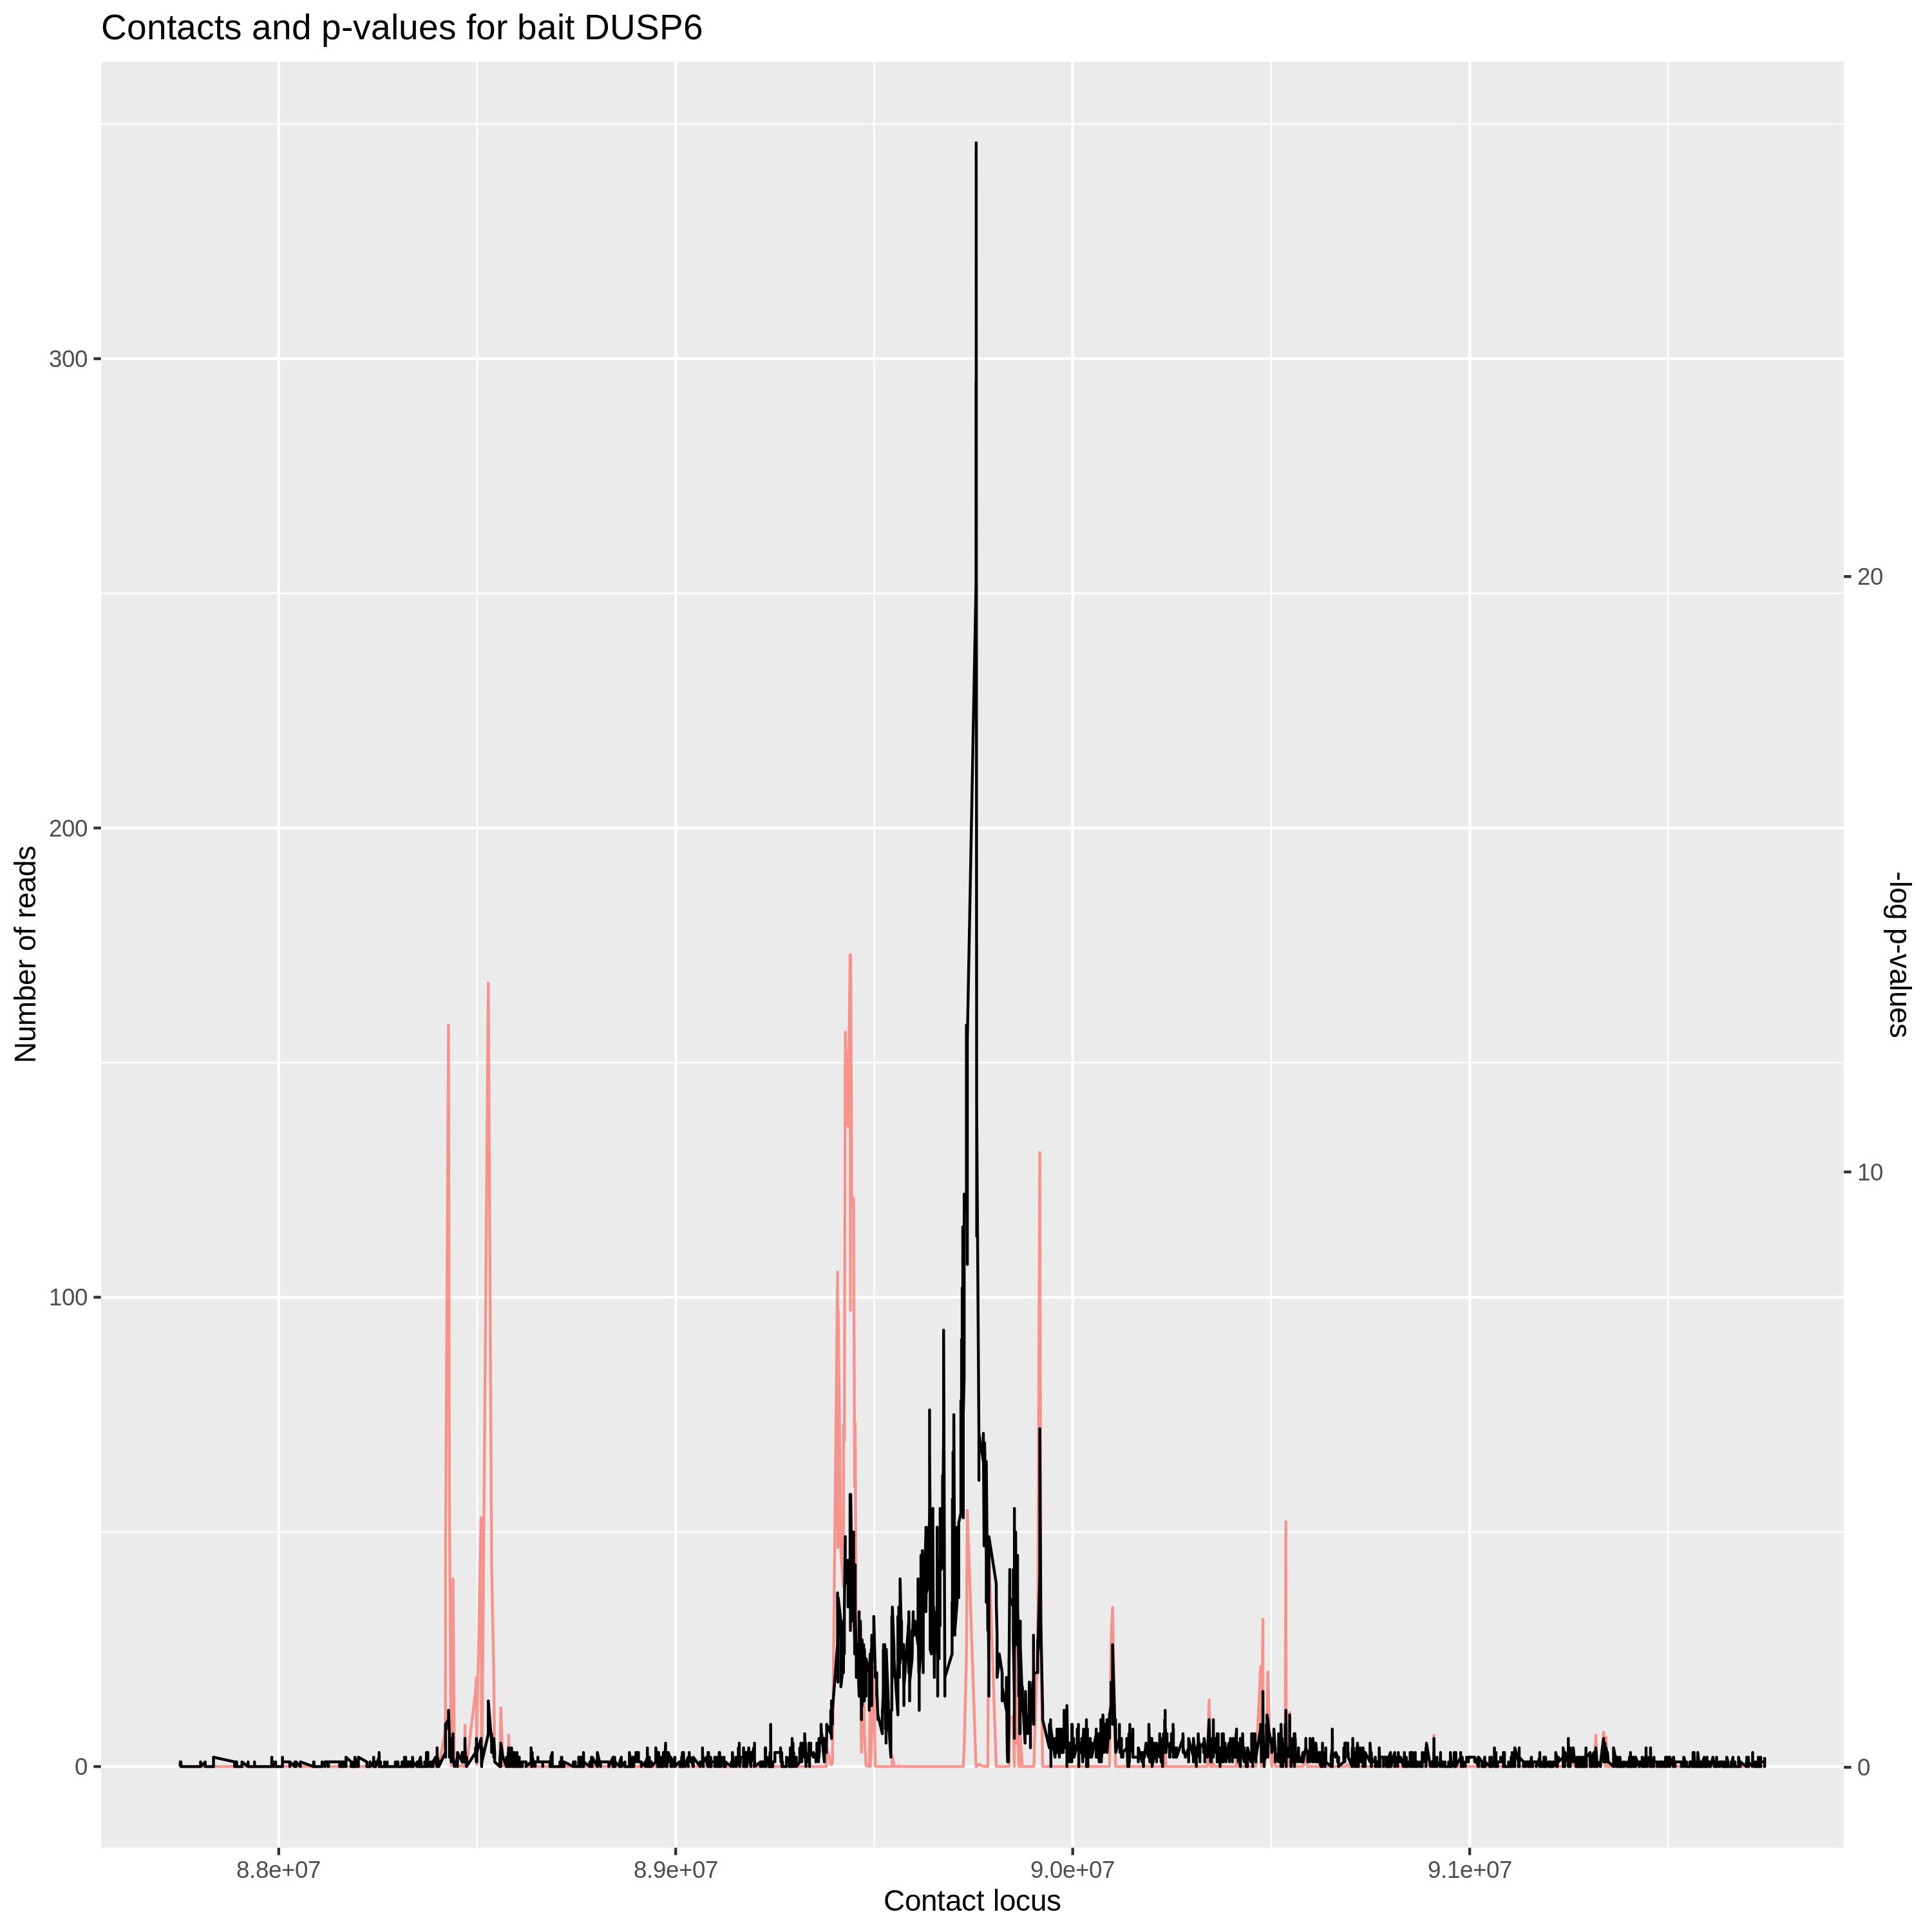 Contacts and p-values for bait DUSP6
300
200
100
0
Number of reads
20
10
0
-log p-values
8.8e+07
8.9e+07
9.0e+07
9.1e+07
Contact locus